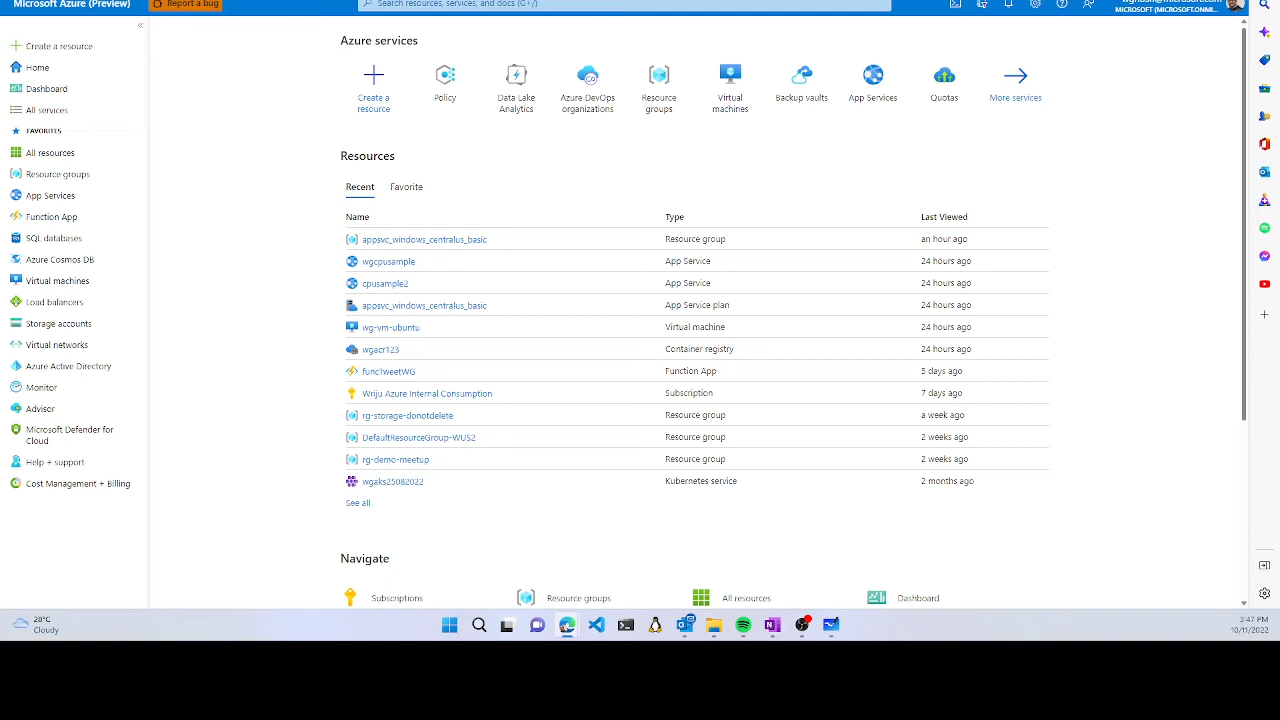 Microsoft Azure (Preview)
Report a bug
Search resources, services, and docs (G+/)
MICROSOFT (MICROSOFT.ONMI...
Create a resource
Home
Dashboard
All services
FAVORITES
All resources
Resource groups
App Services
Function App
SQL databases
Azure Cosmos DB
Virtual machines
Load balancers
Storage accounts
Virtual networks
Azure Active Directory
Monitor
Advisor
Microsoft Defender for
Cloud
Help + support
Cost Management + Billing
Azure services
Create a
resource
Policy
Data Lake
Analytics
Azure DevOps
organizations
Resource
groups
Virtual
machines
Backup vaults
App Services
Quotas
More services
Resources
Recent
Favorite
Name Type Last Viewed
appsvc_windows_centralus_basic Resource group an hour ago
wgcpusample App Service 24 hours ago
cpusample2 App Service 24 hours ago
appsvc_windows_centralus_basic App Service plan 24 hours ago
wg-vm-ubuntu Virtual machine 24 hours ago
wgacr123 Container registry 24 hours ago
funcTweetWG Function App 5 days ago
Wriju Azure Internal Consumption Subscription 7 days ago
rg-storage-donotdelete Resource group a week ago
DefaultResourceGroup-WUS2 Resource group 2 weeks ago
rg-demo-meetup Resource group 2 weeks ago
wgaks25082022 Kubernetes service 2 months ago
See all
Navigate
Subscriptions
Resource groups
All resources
Dashboard
28°C
Cloudy
3:47 PM
10/11/2022